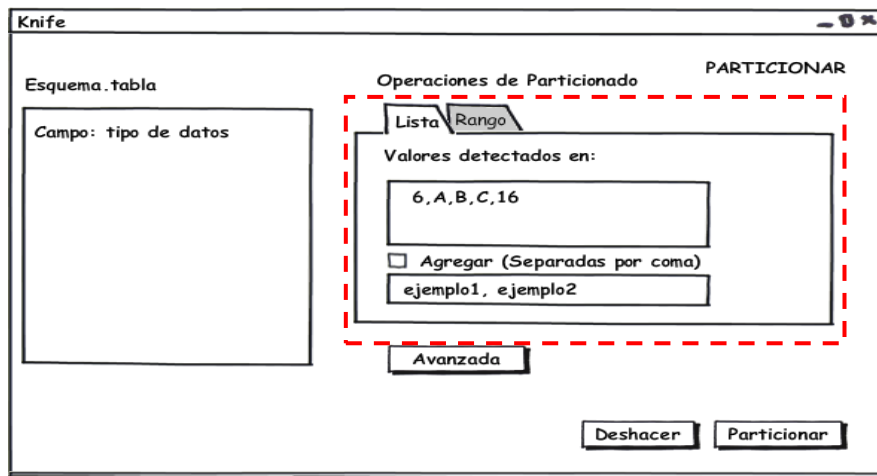 Knife
PARTICIONAR
Esquema.tabla
Operaciones de Particionado
Campo: tipo de datos
Lista
Rango
Valores detectados en:
6,A,B,C,16
Agregar (Separadas por coma)
ejemplo1, ejemplo2
Avanzada
Deshacer
Particionar